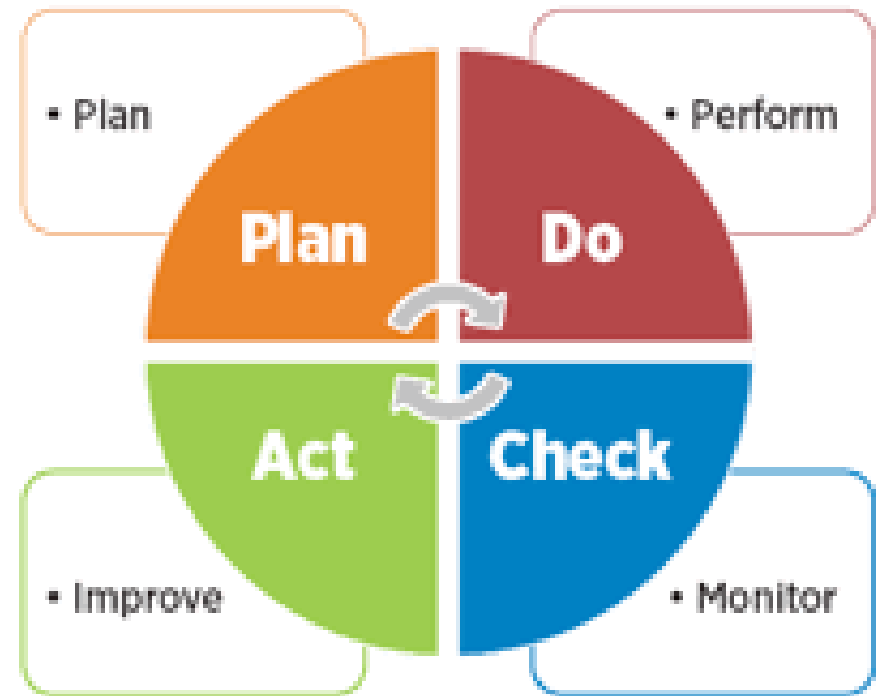 • Plan
• Perform
Plan
Do
Act
Check
• Improve
• Monitor